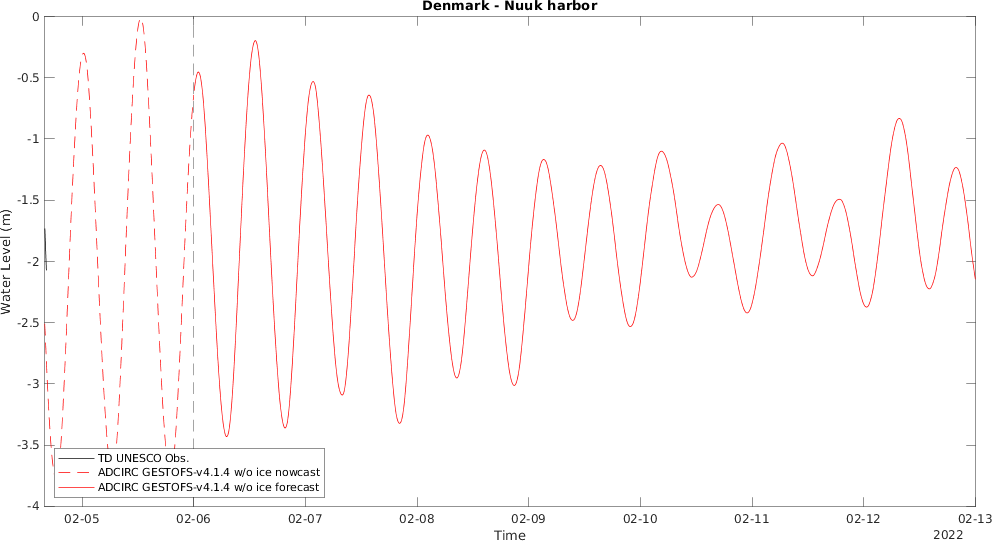 Denmark - Nuuk harbor
0
-0.5
-1
-1.5
-2
-2.5
-3
-3.5
-4
Water Level (m)
TD UNESCO Obs.
ADCIRC GESTOFS-v4.1.4 w/o ice nowcast
ADCIRC GESTOFS-v4.1.4 w/o ice forecast
02-05 02-06 02-07 02-08 02-09 02-10 02-11 02-12 02-13
Time
2022